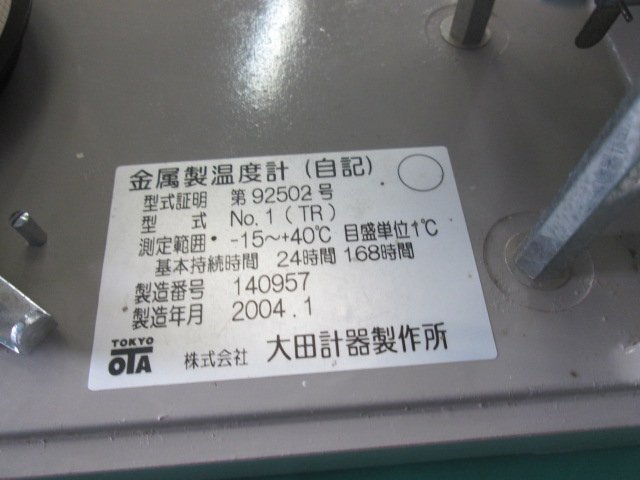 金属製温度計（自記）
型式証明 第92502号
型式 No.1（TR）
測定範囲・ -15～+40℃ 目盛単位1℃
基本持続時間 24時間 168時間
製造番号 140957
製造年月 2004.1
TOKYO
OTA 株式会社 大田計器製作所